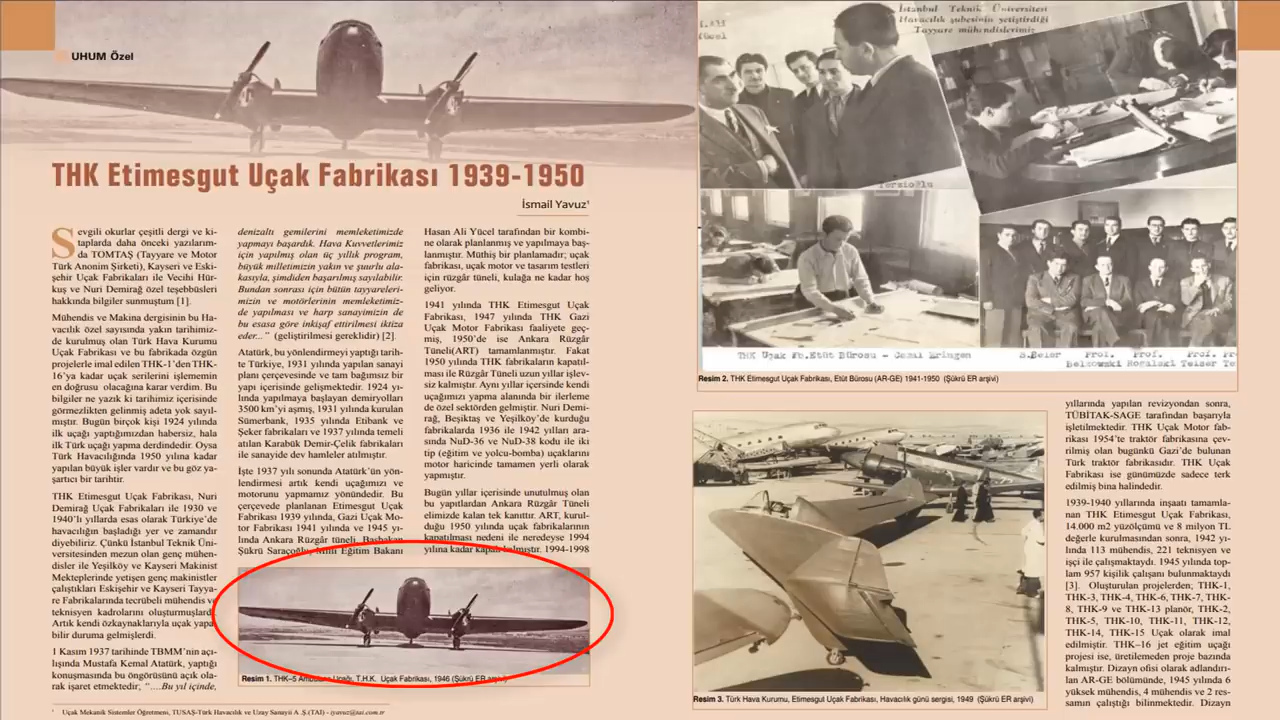 UHUM Özel
THK Etimesgut Uçak Fabrikası 1939-1950
İsmail Yavuz¹
Sevgili okurlar çeşitli dergi ve ki-
taplarda daha önceki yazılarım-
da TOMTAŞ (Tayyare ve Motor
Türk Anonim Şirketi), Kayseri ve Eski-
şehir Uçak Fabrikaları ile Vecihi Hür-
kuş ve Nuri Demirağ özel teşebbüsleri
hakkında bilgiler sunmuştum [1].
Mühendis ve Makina dergisinin bu Ha-
vacılık özel sayısında yakın tarihimiz-
de kurulmuş olan Türk Hava Kurumu
Uçak Fabrikası ve bu fabrikada özgün
projelerle imal edilen THK-1'den THK-
16'ya kadar uçak serilerini işlememin
en doğrusu olacağına karar verdim. Bu
bilgiler ne yazık ki tarihimiz içerisinde
görmezlikten gelinmiş adeta yok sayıl-
mıştır. Bugün birçok kişi 1924 yılında
ilk uçağı yaptığımızdan habersiz, hala
ilk Türk uçağı yapma derdindedir. Oysa
Türk Havacılığında 1950 yılına kadar
yapılan büyük işler vardır ve bu göz ya-
şartıcı bir tarihtir.
THK Etimesgut Uçak Fabrikası, Nuri
Demirağ Uçak Fabrikaları ile 1930 ve
1940'lı yıllarda esas olarak Türkiye'de
havacılığın başladığı yer ve zamandır
diyebiliriz. Çünkü İstanbul Teknik Üni-
versitesinden mezun olan genç mühen-
disler ile Yeşilköy ve Kayseri Makinist
Mekteplerinde yetişen genç makinistler
çalıştıkları Eskişehir ve Kayseri Tayya-
re Fabrikalarında tecrübeli mühendis ve
teknisyen kadrolarını oluşturmuşlardı.
Artık kendi özkaynaklarıyla uçak yapa-
bilir duruma gelmişlerdi.
1 Kasım 1937 tarihinde TBMM'nin açı-
lışında Mustafa Kemal Atatürk, yaptığı
konuşmasında bu öngörüsünü açık ola-
rak işaret etmektedir; “....Bu yıl içinde,
denizaltı gemilerini memleketimizde
yapmayı başardık. Hava Kuvvetlerimiz
için yapılmış olan üç yıllık program,
büyük milletimizin yakın ve şuurlu ala-
kasıyla, şimdiden başarılmış sayılabilir.
Bundan sonrası için bütün tayyareleri-
mizin ve motörlerinin memleketimiz-
de yapılması ve harp sanayimizin de
bu esasa göre inkişaf ettirilmesi iktiza
eder...” (geliştirilmesi gereklidir) [2].
Atatürk, bu yönlendirmeyi yaptığı tarih-
te Türkiye, 1931 yılında yapılan sanayi
planı çerçevesinde ve tam bağımsız bir
yapı içerisinde gelişmektedir. 1924 yı-
lında yapılmaya başlayan demiryolları
3500 km'yi aşmış, 1931 yılında kurulan
Sümerbank, 1935 yılında Etibank ve
Şeker fabrikaları ve 1937 yılında temeli
atılan Karabük Demir-Çelik fabrikaları
ile sanayide dev hamleler atılmıştır.
İşte 1937 yılı sonunda Atatürk'ün yön-
lendirmesi artık kendi uçağımızı ve
motorunu yapmamız yönündedir. Bu
çerçevede planlanan Etimesgut Uçak
Fabrikası 1939 yılında, Gazi Uçak Mo-
tor Fabrikası 1941 yılında ve 1945 yı-
lında Ankara Rüzgâr tüneli, Başbakan
Şükrü Saraçoğlu, Milli Eğitim Bakanı
Hasan Ali Yücel tarafından bir kombi-
ne olarak planlanmış ve yapılmaya baş-
lanmıştır. Müthiş bir planlamadır; uçak
fabrikası, uçak motor ve tasarım testleri
için rüzgâr tüneli, kulağa ne kadar hoş
geliyor.
1941 yılında THK Etimesgut Uçak
Fabrikası, 1947 yılında THK Gazi
Uçak Motor Fabrikası faaliyete geç-
miş, 1950'de ise Ankara Rüzgâr
Tüneli(ART) tamamlanmıştır. Fakat
1950 yılında THK fabrikaların kapatıl-
ması ile Rüzgâr Tüneli uzun yıllar işlev-
siz kalmıştır. Aynı yıllar içersinde kendi
uçağımızı yapma alanında bir ilerleme
de özel sektörden gelmiştir. Nuri Demi-
rağ, Beşiktaş ve Yeşilköy'de kurduğu
fabrikalarda 1936 ile 1942 yılları ara-
sında NuD-36 ve NuD-38 kodu ile iki
tip (eğitim ve yolcu-bomba) uçaklarını
motor haricinde tamamen yerli olarak
yapmıştır.
Bugün yıllar içerisinde unutulmuş olan
bu yapıtlardan Ankara Rüzgâr Tüneli
elimizde kalan tek kanıttır. ART, kurul-
duğu 1950 yılında uçak fabrikalarının
kapatılması nedeni ile neredeyse 1994
yılına kadar kapalı kalmıştır. 1994-1998
Resim 1. THK–5 Ambulans Uçağı, T.H.K. Uçak Fabrikası, 1946 (Şükrü ER arşivi)
¹ Uçak Mekanik Sistemler Öğretmeni, TUSAŞ-Türk Havacılık ve Uzay Sanayii A.Ş.(TAI) - iyavuz@tai.com.tr
İstanbul Teknik Üniversitesi
Havacılık şubesinin yetiştirdiği
Tayyare mühendislerimiz
Terzioğlu
THK Uçak Fb.Etüt Bürosu - Cemil Eringen
Prof. Prof.
Resim 2. THK Etimesgut Uçak Fabrikası, Etüt Bürosu (AR-GE) 1941-1950 (Şükrü ER arşivi)
Resim 3. Türk Hava Kurumu, Etimesgut Uçak Fabrikası, Havacılık günü sergisi, 1949 (Şükrü ER arşivi)
yıllarında yapılan revizyondan sonra,
TÜBİTAK-SAGE tarafından başarıyla
işletilmektedir. THK Uçak Motor fab-
rikası 1954'te traktör fabrikasına çev-
rilmiş olan bugünkü Gazi'de bulunan
Türk traktör fabrikasıdır. THK Uçak
Fabrikası ise günümüzde sadece terk
edilmiş bina halindedir.
1939-1940 yıllarında inşaatı tamamla-
nan THK Etimesgut Uçak Fabrikası,
14.000 m2 yüzölçümü ve 8 milyon TL
değerle kurulmasından sonra, 1942 yı-
lında 113 mühendis, 221 teknisyen ve
işçi ile çalışmaktaydı. 1945 yılında top-
lam 957 kişilik çalışanı bulunmaktaydı
[3]. Oluşturulan projelerden; THK-1,
THK-3, THK-4, THK-6, THK-7, THK-
8, THK-9 ve THK-13 planör, THK-2,
THK-5, THK-10, THK-11, THK-12,
THK-14, THK-15 Uçak olarak imal
edilmiştir. THK–16 jet eğitim uçağı
projesi ise, üretilemeden proje bazında
kalmıştır. Dizayn ofisi olarak adlandırı-
lan AR-GE bölümünde, 1945 yılında 6
yüksek mühendis, 4 mühendis ve 2 res-
samın çalıştığı bilinmektedir. Dizayn